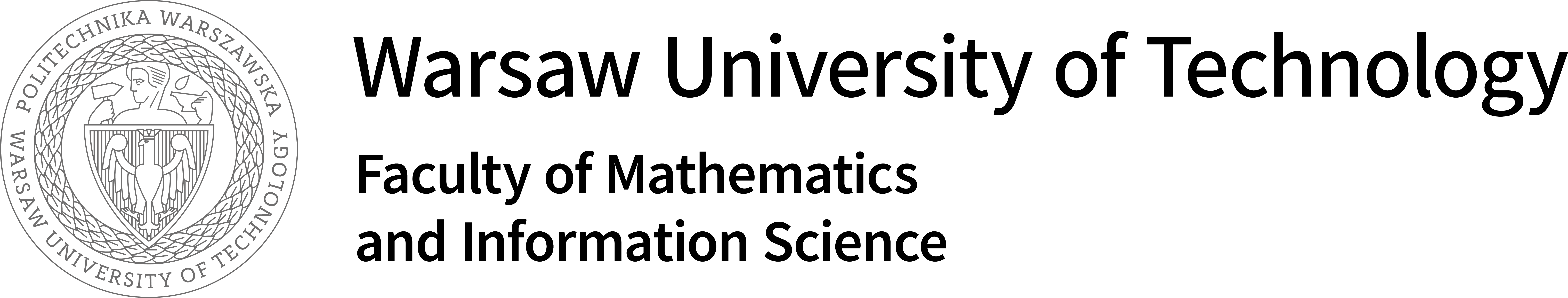 POLITECHNIKA WARSZAWSKA
WARSAW UNIVERSITY OF TECHNOLOGY
Warsaw University of Technology
Faculty of Mathematics
and Information Science